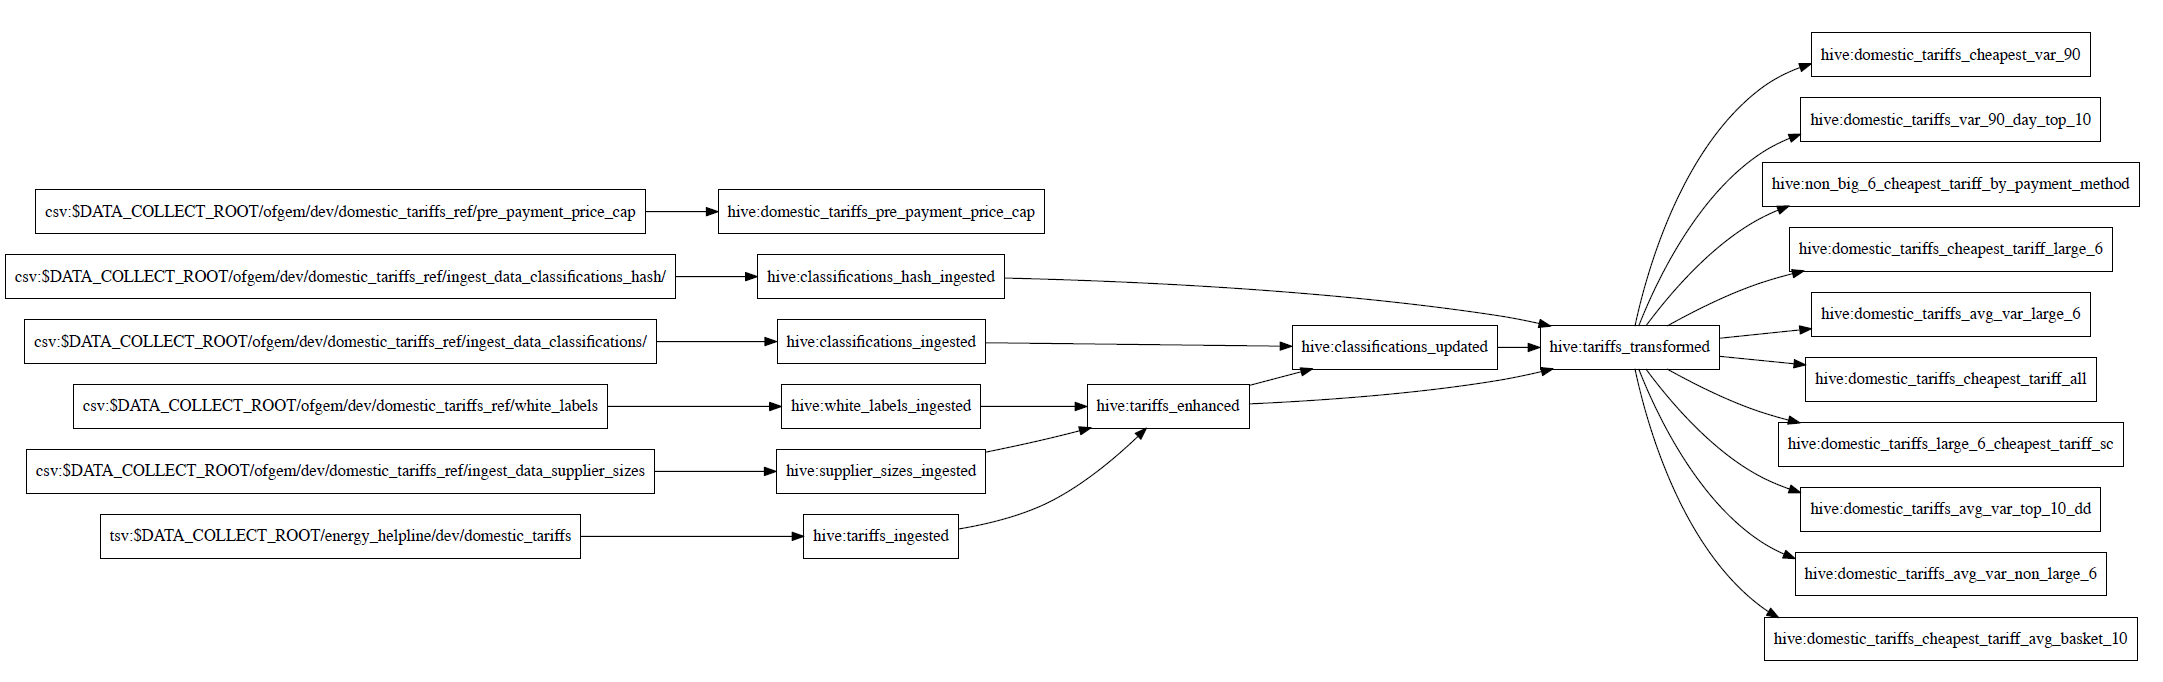 csv:$DATA_COLLECT_ROOT/ofgem/dev/domestic_tariffs_ref/pre_payment_price_cap
csv:$DATA_COLLECT_ROOT/ofgem/dev/domestic_tariffs_ref/ingest_data_classifications_hash/
csv:$DATA_COLLECT_ROOT/ofgem/dev/domestic_tariffs_ref/ingest_data_classifications/
csv:$DATA_COLLECT_ROOT/ofgem/dev/domestic_tariffs_ref/white_labels
csv:$DATA_COLLECT_ROOT/ofgem/dev/domestic_tariffs_ref/ingest_data_supplier_sizes
tsv:$DATA_COLLECT_ROOT/energy_helpline/dev/domestic_tariffs
hive:domestic_tariffs_pre_payment_price_cap
hive:classifications_hash_ingested
hive:classifications_ingested
hive:white_labels_ingested
hive:supplier_sizes_ingested
hive:tariffs_ingested
hive:tariffs_enhanced
hive:classifications_updated
hive:tariffs_transformed
hive:domestic_tariffs_cheapest_var_90
hive:domestic_tariffs_var_90_day_top_10
hive:non_big_6_cheapest_tariff_by_payment_method
hive:domestic_tariffs_cheapest_tariff_large_6
hive:domestic_tariffs_avg_var_large_6
hive:domestic_tariffs_cheapest_tariff_all
hive:domestic_tariffs_large_6_cheapest_tariff_sc
hive:domestic_tariffs_avg_var_top_10_dd
hive:domestic_tariffs_avg_var_non_large_6
hive:domestic_tariffs_cheapest_tariff_avg_basket_10